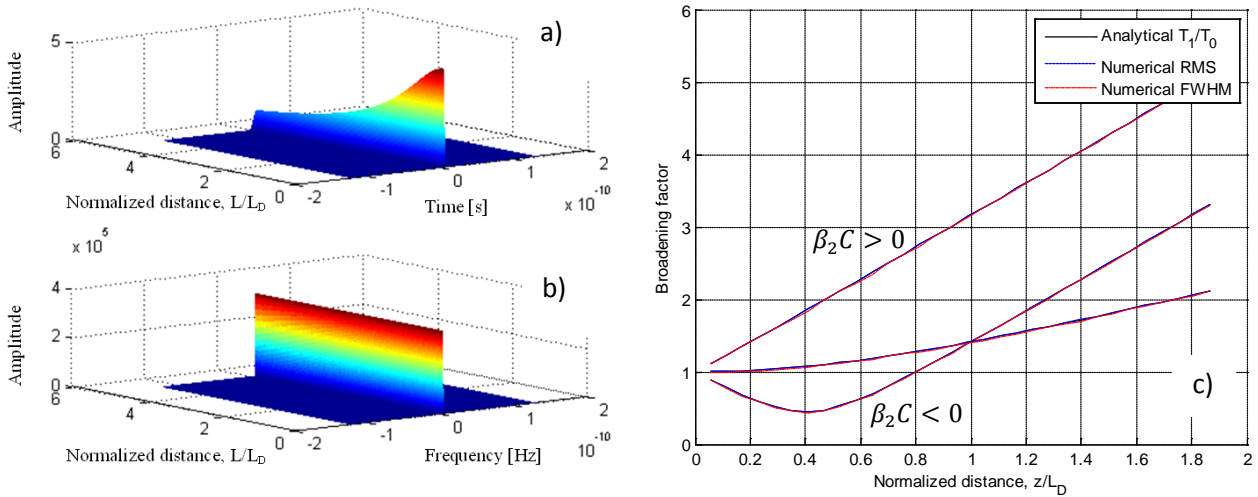 a)
5
0
Amplitude
6
4
2
0
Normalized distance, L/L_D
-2
-1
0
1
2
x 10^-10
Time [s]
x 10^5
b)
4
2
0
Amplitude
6
4
2
0
Normalized distance, L/L_D
-2
-1
0
1
2
10^-10
Frequency [Hz]
6
5
4
3
2
1
0
Broadening factor
Analytical T_1/T_0
Numerical RMS
Numerical FWHM
β_2C > 0
β_2C < 0
c)
0 0.2 0.4 0.6 0.8 1 1.2 1.4 1.6 1.8 2
Normalized distance, z/L_D